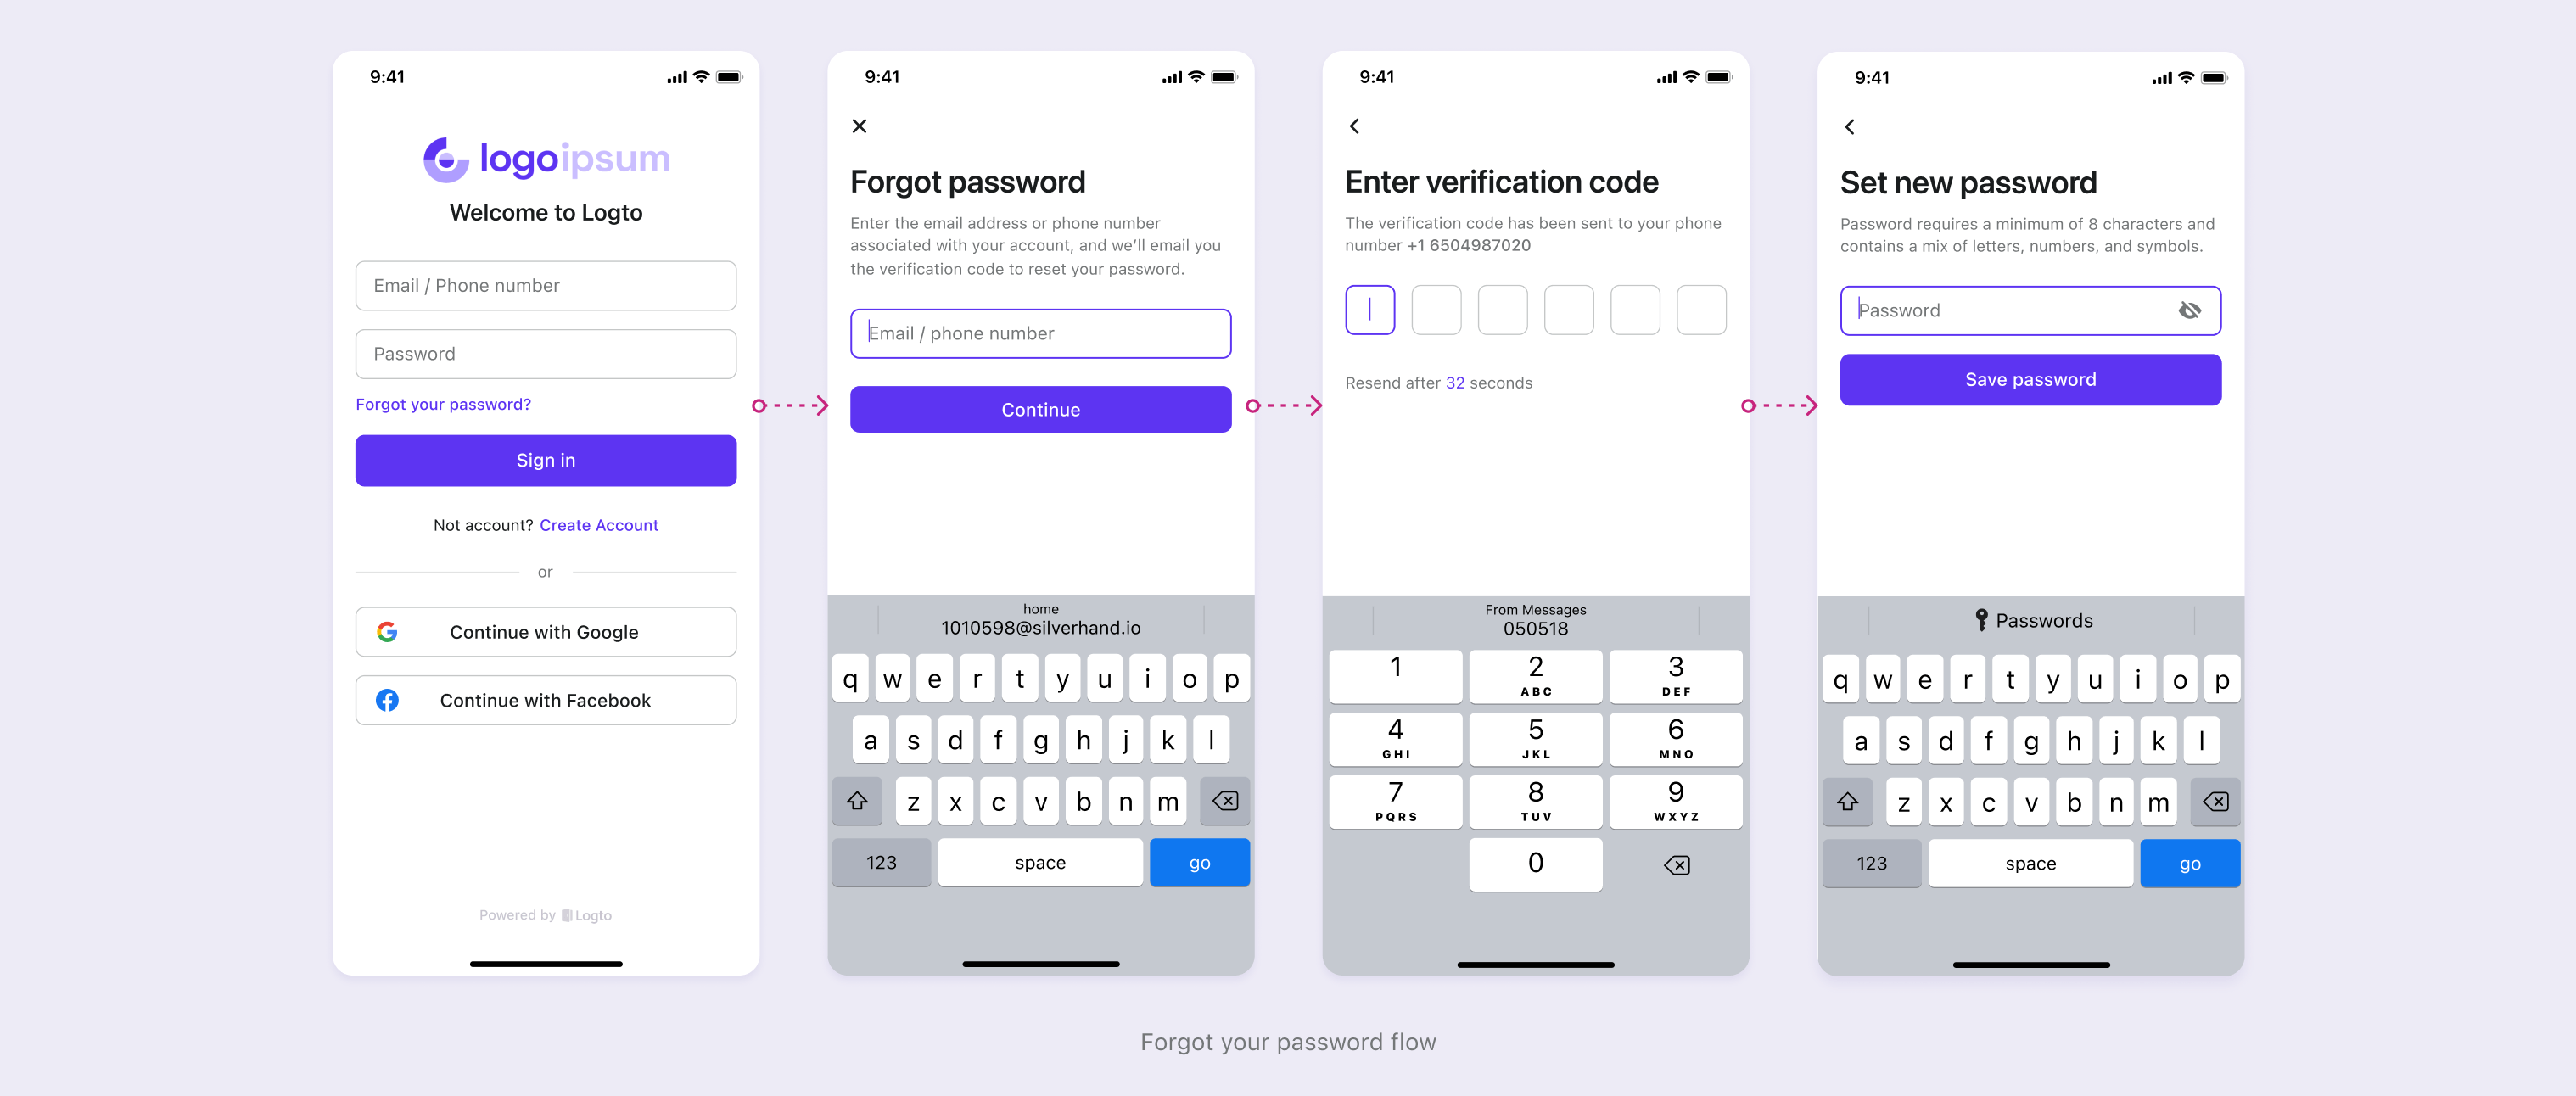 9:41
logoipsum
Welcome to Logto
Email / Phone number
Password
Forgot your password?
Sign in
Not account? Create Account
or
Continue with Google
Continue with Facebook
Powered by Logto
9:41
Forgot password
Enter the email address or phone number
associated with your account, and we’ll email you
the verification code to reset your password.
Email / phone number
Continue
home
1010598@silverhand.io
q w e r t y u i o p
a s d f g h j k l
z x c v b n m
123 space go
9:41
Enter verification code
The verification code has been sent to your phone
number +1 6504987020
Resend after 32 seconds
From Messages
050518
1 2 3
ABC DEF
4 5 6
GHI JKL MNO
7 8 9
PQRS TUV WXYZ
0
9:41
Set new password
Password requires a minimum of 8 characters and
contains a mix of letters, numbers, and symbols.
Password
Save password
Passwords
q w e r t y u i o p
a s d f g h j k l
z x c v b n m
123 space go
Forgot your password flow